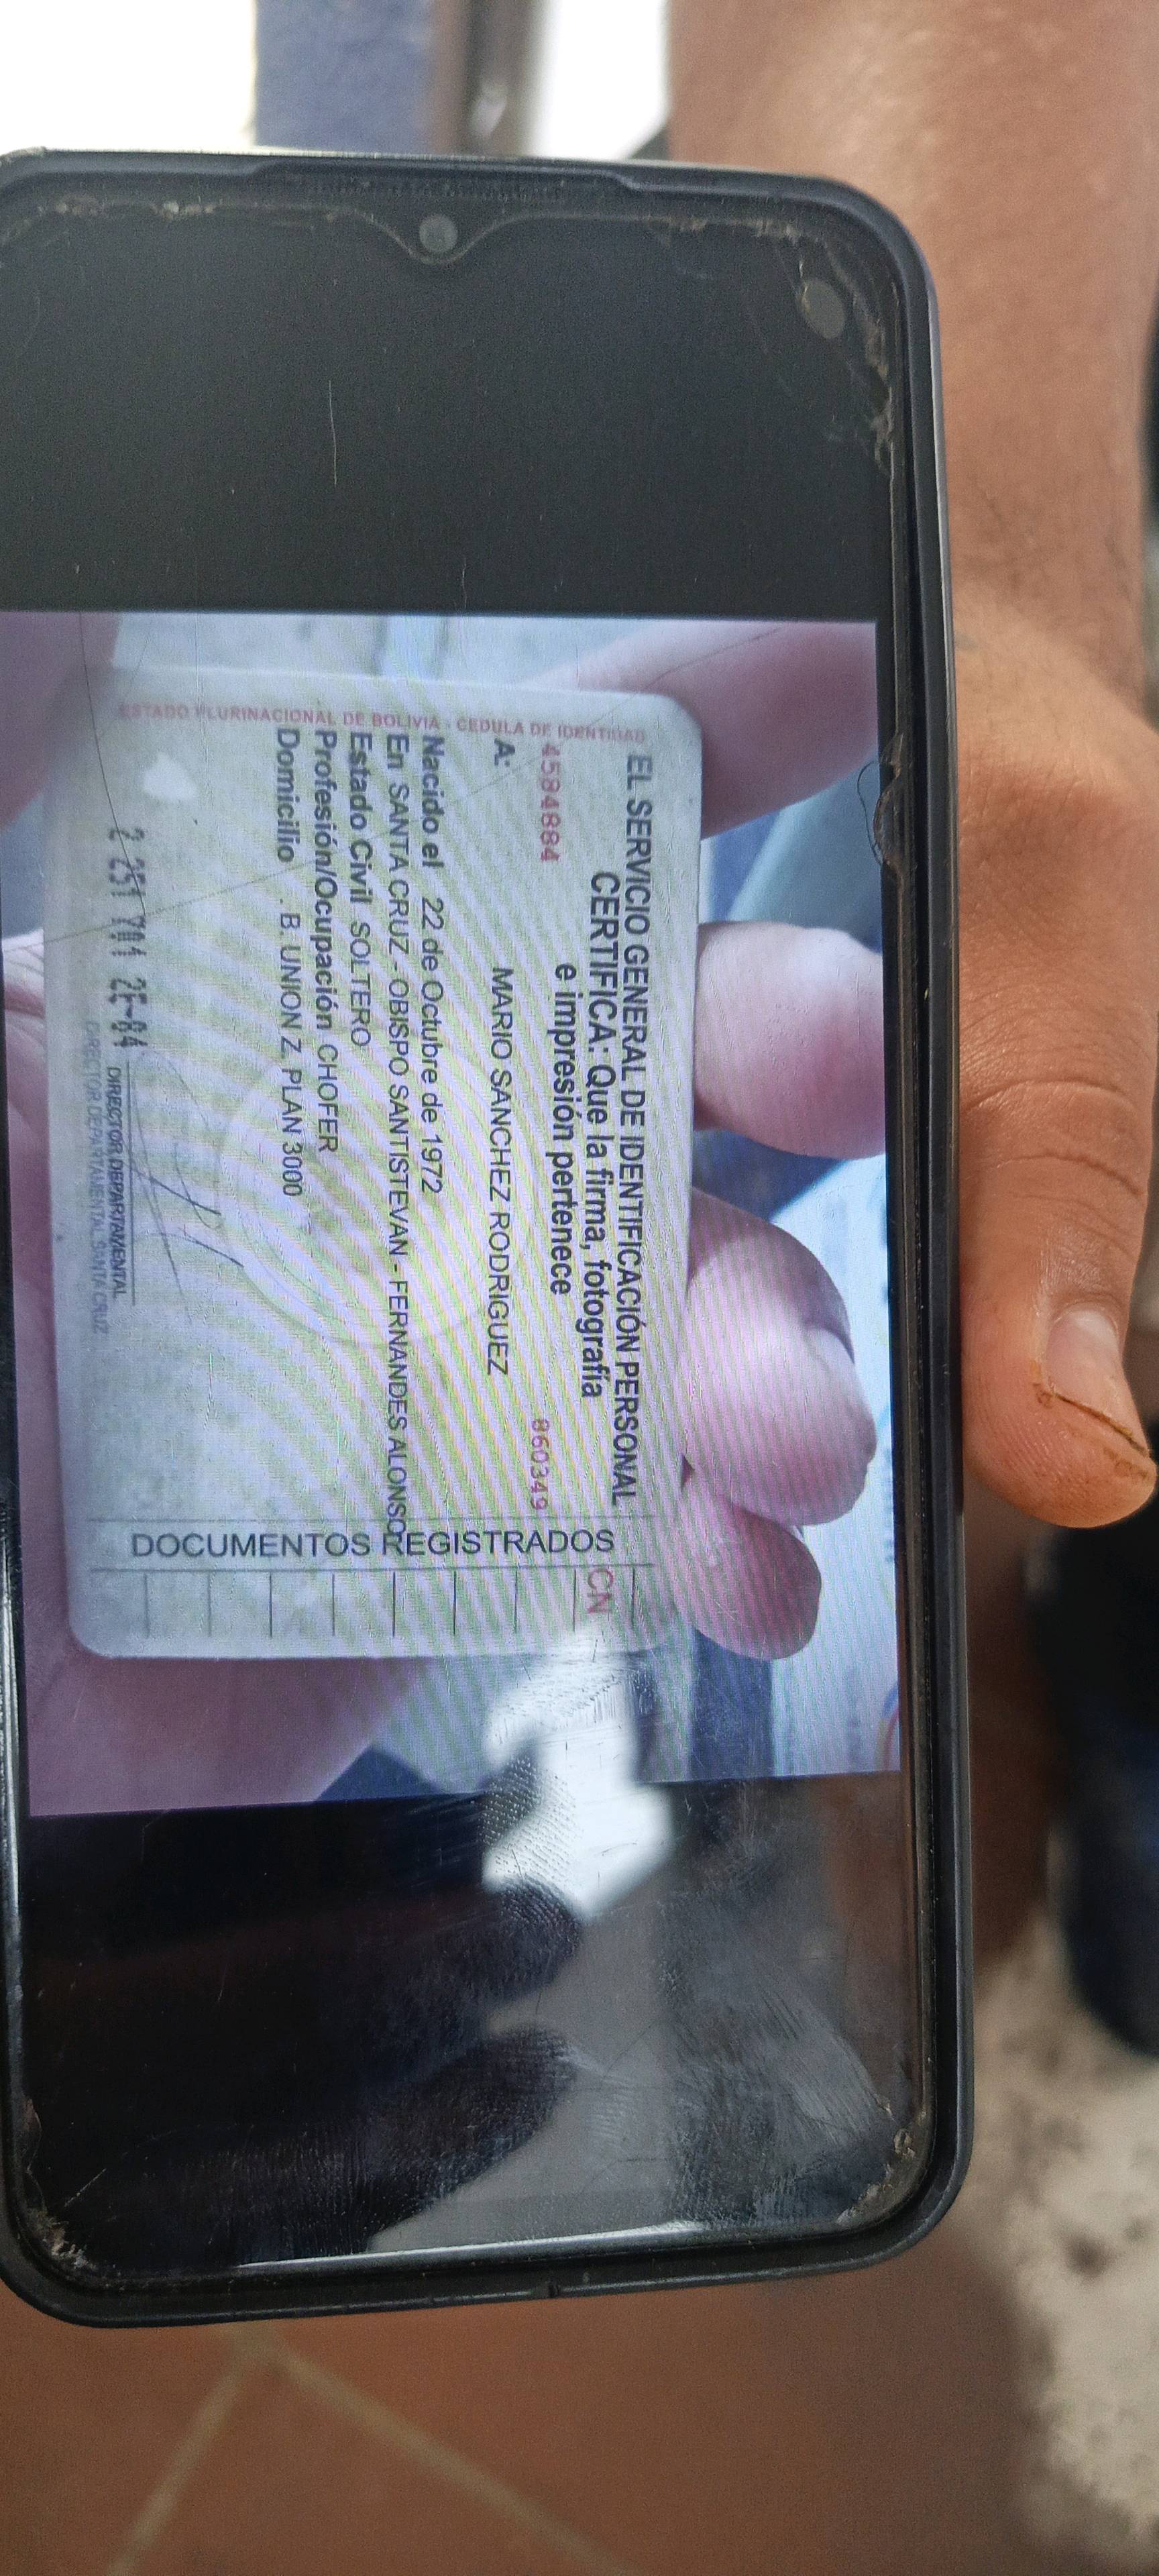 ESTADO PLURINACIONAL DE BOLIVIA - CEDULA DE IDENTIDAD
EL SERVICIO GENERAL DE IDENTIFICACIÓN PERSONAL
CERTIFICA: Que la firma, fotografía
e impresión pertenece
4584884
860349
A: MARIO SANCHEZ RODRIGUEZ
Nacido el 22 de Octubre de 1972
En SANTA CRUZ - OBISPO SANTISTEVAN - FERNANDES ALONSO
Estado Civil SOLTERO
Profesión/Ocupación CHOFER
Domicilio . B. UNION Z. PLAN 3000
DIRECTOR DEPARTAMENTAL
DIRECTOR DEPARTAMENTAL SANTA CRUZ
DOCUMENTOS REGISTRADOS
CN